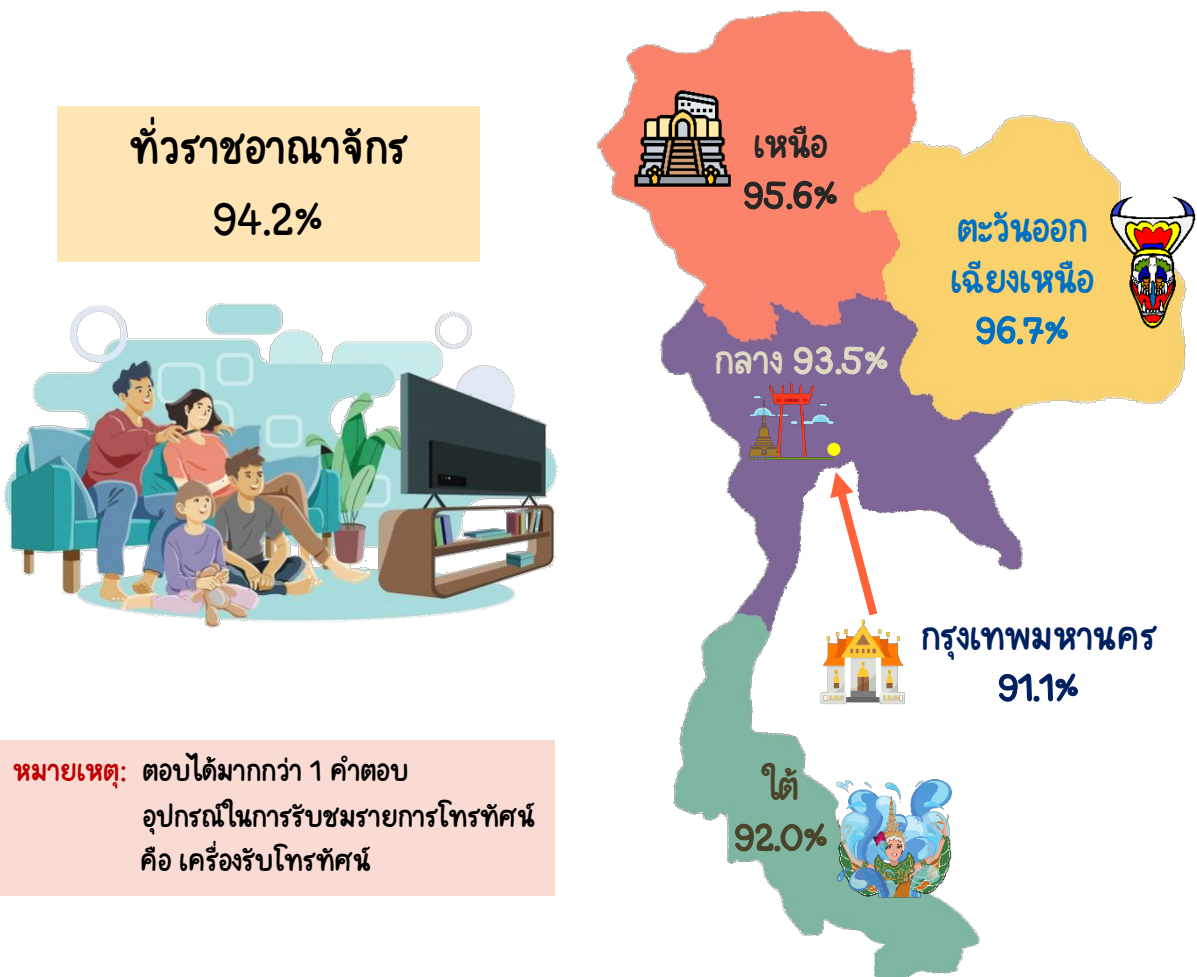 ทั่วราชอาณาจักร
94.2%
เหนือ
95.6%
ตะวันออก
เฉียงเหนือ
96.7%
กลาง 93.5%
กรุงเทพมหานคร
91.1%
ใต้
92.0%
หมายเหตุ: ตอบได้มากกว่า 1 คำตอบ
อุปกรณ์ในการรับชมรายการโทรทัศน์
คือ เครื่องรับโทรทัศน์